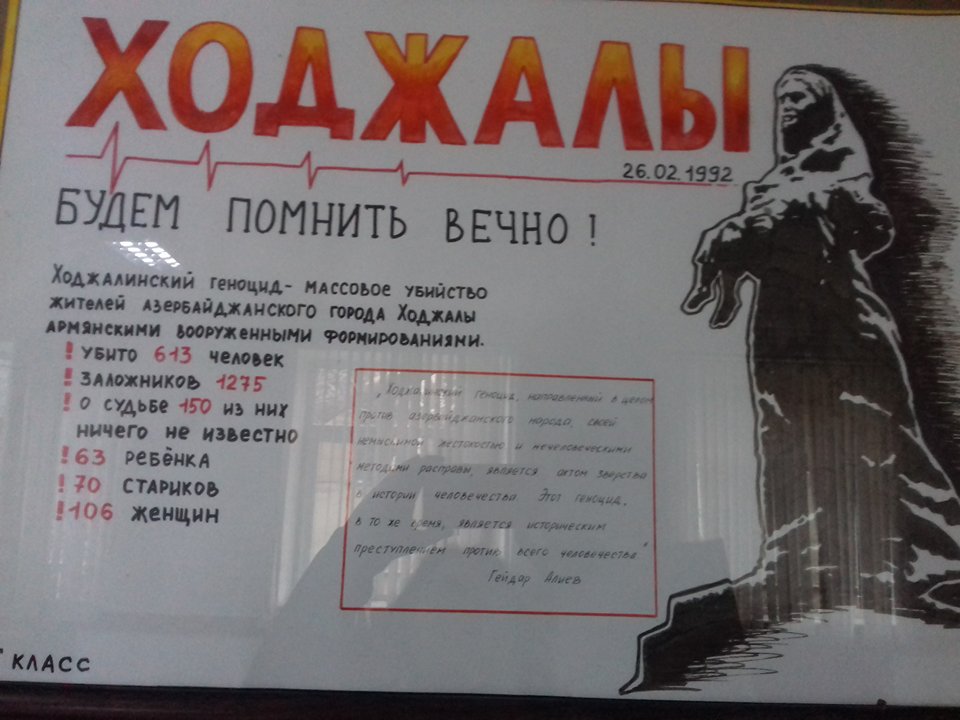 ХОДЖАЛЫ
26.02.1992
БУДЕМ ПОМНИТЬ ВЕЧНО!
Ходжалинский геноцид- массовое убийство
жителей азербайджанского города Ходжалы
армянскими вооруженными формированиями.
! убито 613 человек
! заложников 1275
! о судьбе 150 из них
ничего не известно
! 63 ребёнка
! 70 стариков
! 106 женщин
„Ходжалинский геноцид, направленный в целом
против азербайджанского народа, своей
немыслимой жестокостью и нечеловеческими
методами расправы, является актом зверства
в истории человечества. Этот геноцид,
в то же время, является историческим
преступлением против всего человечества."
Гейдар Алиев
КЛАСС